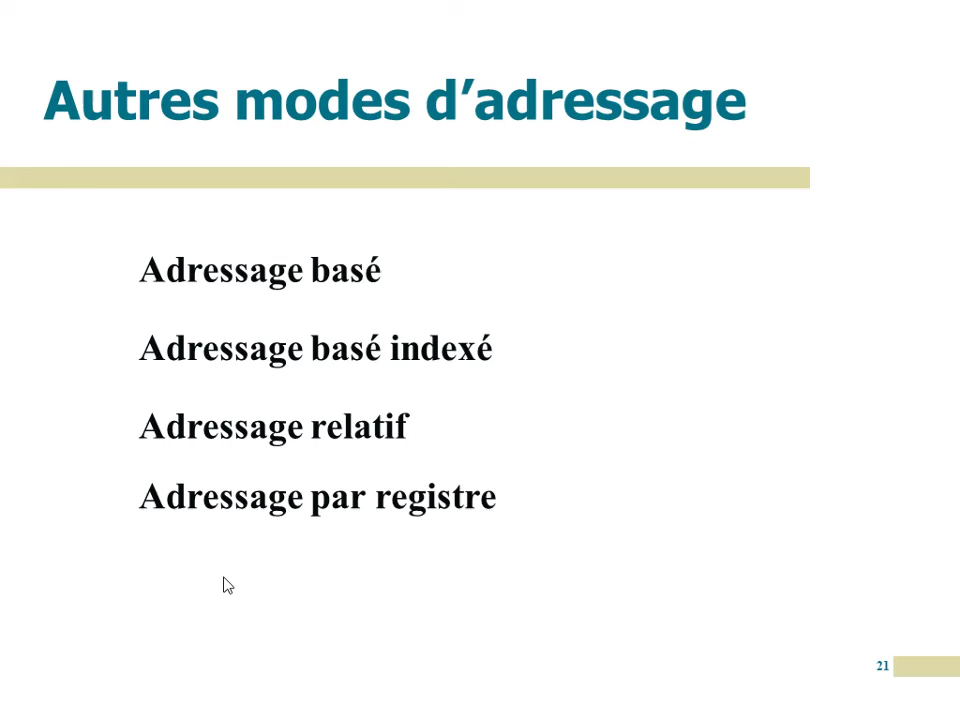 Autres modes d’adressage
Adressage basé
Adressage basé indexé
Adressage relatif
Adressage par registre
21